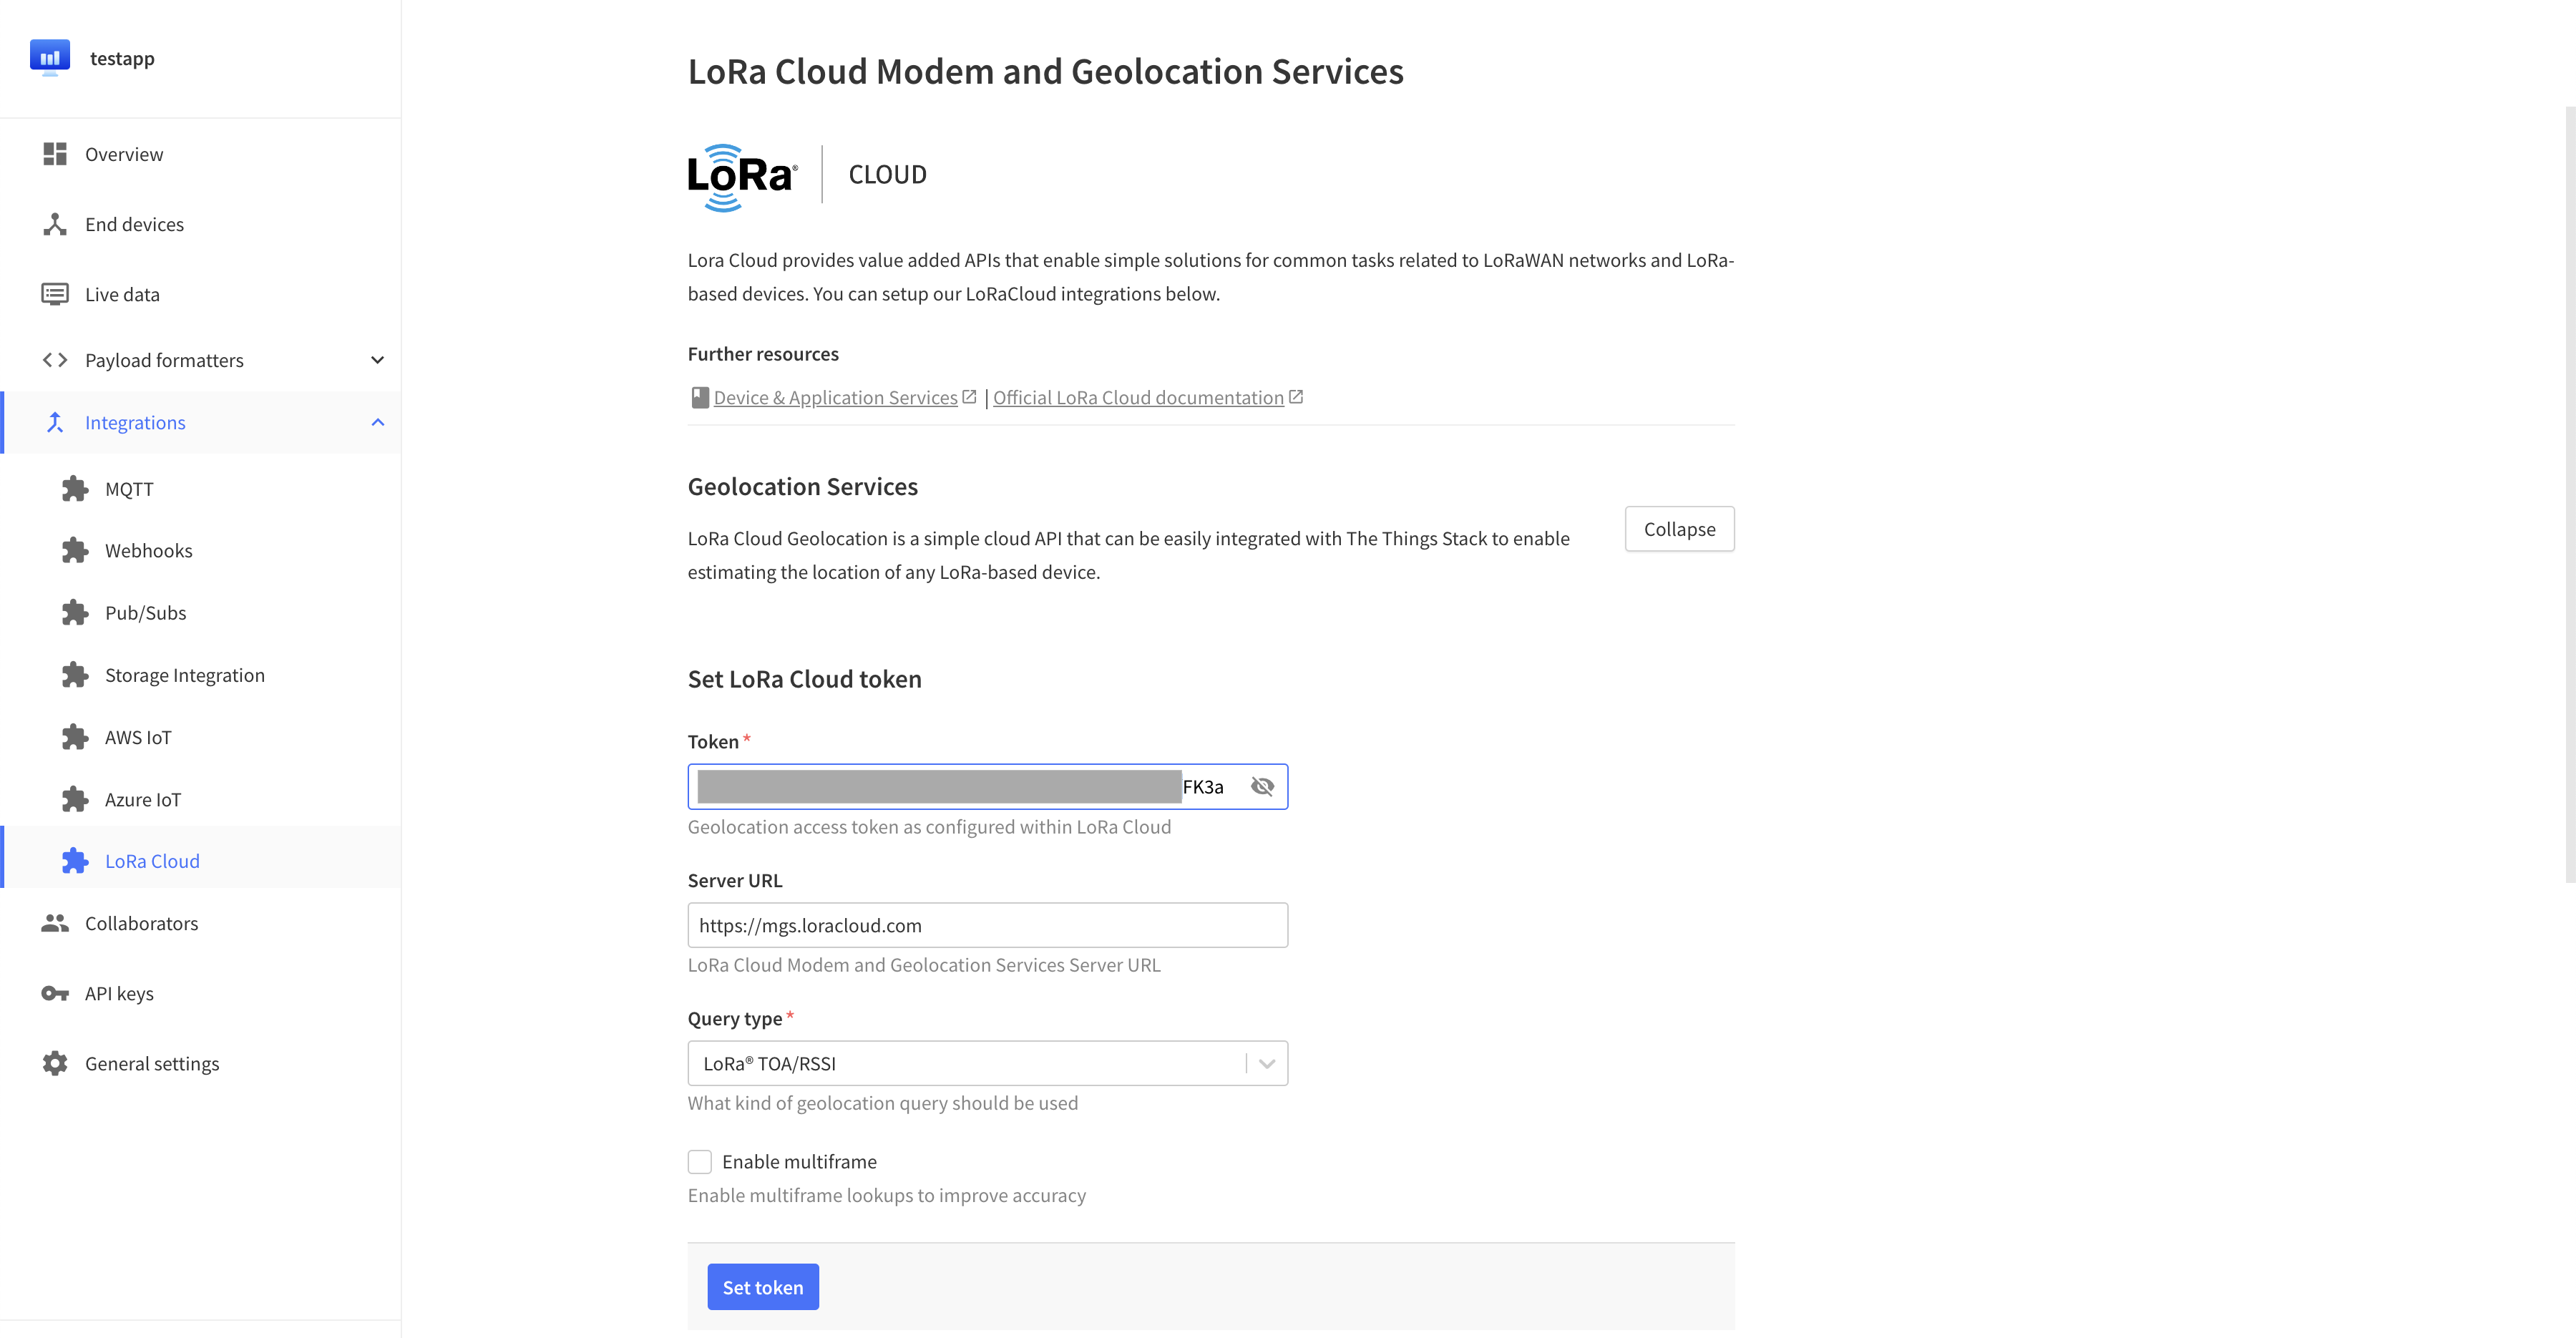 testapp
Overview
End devices
Live data
Payload formatters
Integrations
MQTT
Webhooks
Pub/Subs
Storage Integration
AWS IoT
Azure IoT
LoRa Cloud
Collaborators
API keys
General settings
LoRa Cloud Modem and Geolocation Services
LoRa® CLOUD
Lora Cloud provides value added APIs that enable simple solutions for common tasks related to LoRaWAN networks and LoRa-
based devices. You can setup our LoRaCloud integrations below.
Further resources
Device & Application Services | Official LoRa Cloud documentation
Geolocation Services
Collapse
LoRa Cloud Geolocation is a simple cloud API that can be easily integrated with The Things Stack to enable
estimating the location of any LoRa-based device.
Set LoRa Cloud token
Token *
FK3a
Geolocation access token as configured within LoRa Cloud
Server URL
https://mgs.loracloud.com
LoRa Cloud Modem and Geolocation Services Server URL
Query type *
LoRa® TOA/RSSI
What kind of geolocation query should be used
Enable multiframe
Enable multiframe lookups to improve accuracy
Set token